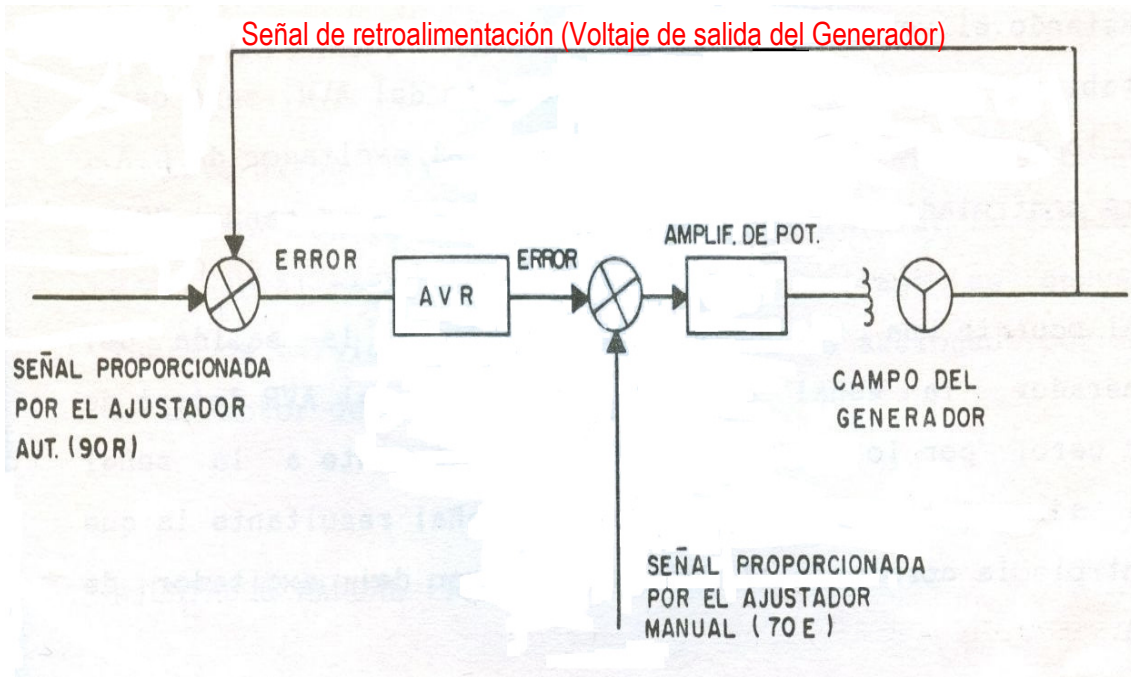 Señal de retroalimentación (Voltaje de salida del Generador)
ERROR
AVR
ERROR
AMPLIF. DE POT.
SEÑAL PROPORCIONADA
POR EL AJUSTADOR
AUT. (90R)
CAMPO DEL
GENERADOR
SEÑAL PROPORCIONADA
POR EL AJUSTADOR
MANUAL (70E)